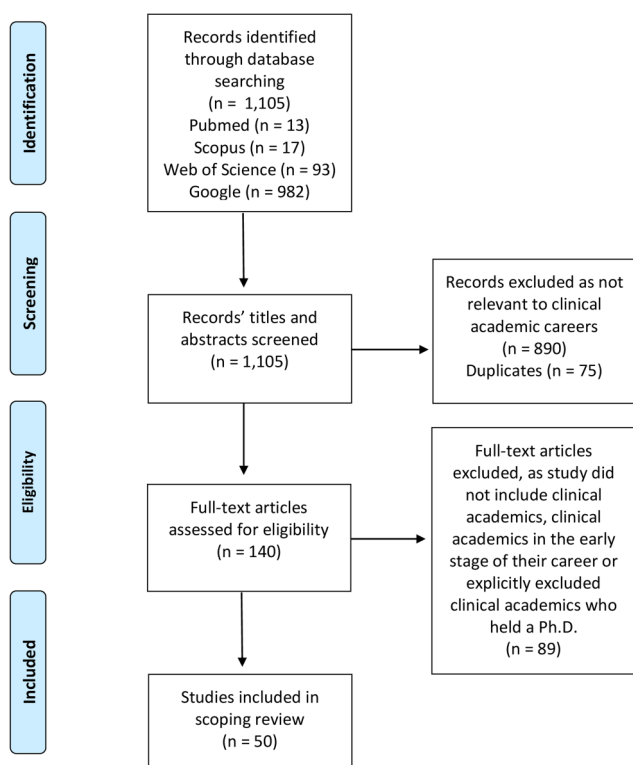 Identification
Records identified
through database
searching
(n =  1,105)
Pubmed (n = 13)
Scopus (n = 17)
Web of Science (n = 93)
Google (n = 982)
Screening
Records’ titles and
abstracts screened
(n = 1,105)
Records excluded as not
relevant to clinical
academic careers
(n = 890)
Duplicates (n = 75)
Eligibility
Full-text articles
assessed for eligibility
(n = 140)
Full-text articles
excluded, as study did
not include clinical
academics, clinical
academics in the early
stage of their career or
explicitly excluded
clinical academics who
held a Ph.D.
(n = 89)
Included
Studies included in
scoping review
(n = 50)